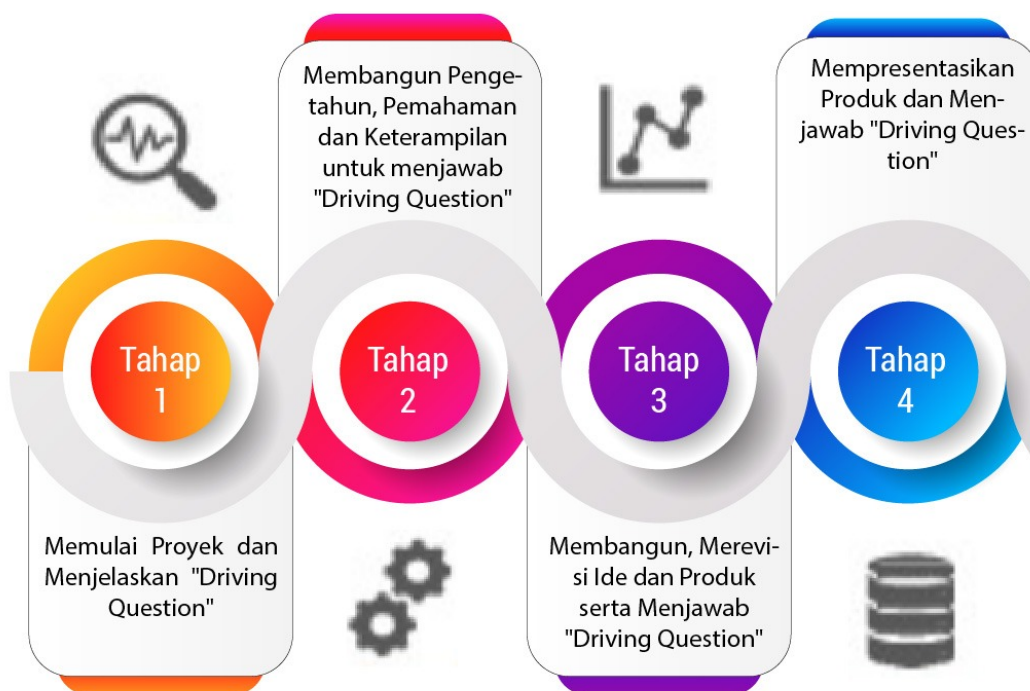 Tahap
1
Memulai Proyek dan
Menjelaskan "Driving
Question"
Membangun Penge-
tahun, Pemahaman
dan Keterampilan
untuk menjawab
"Driving Question"
Tahap
2
Tahap
3
Membangun, Merevi-
si Ide dan Produk
serta Menjawab
"Driving Question"
Mempresentasikan
Produk dan Men-
jawab "Driving Ques-
tion"
Tahap
4